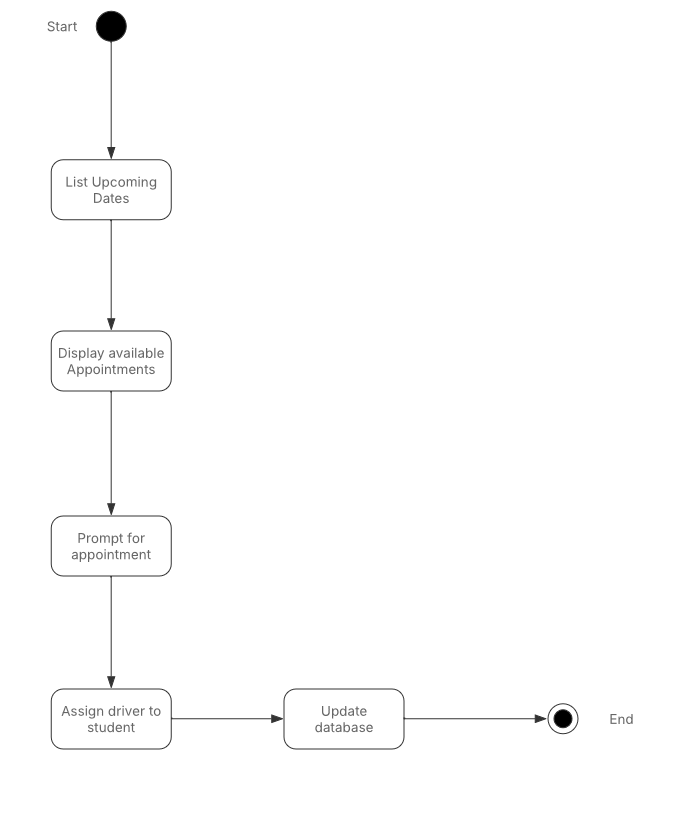 Start
List Upcoming
Dates
Display available
Appointments
Prompt for
appointment
Assign driver to
student
Update
database
End